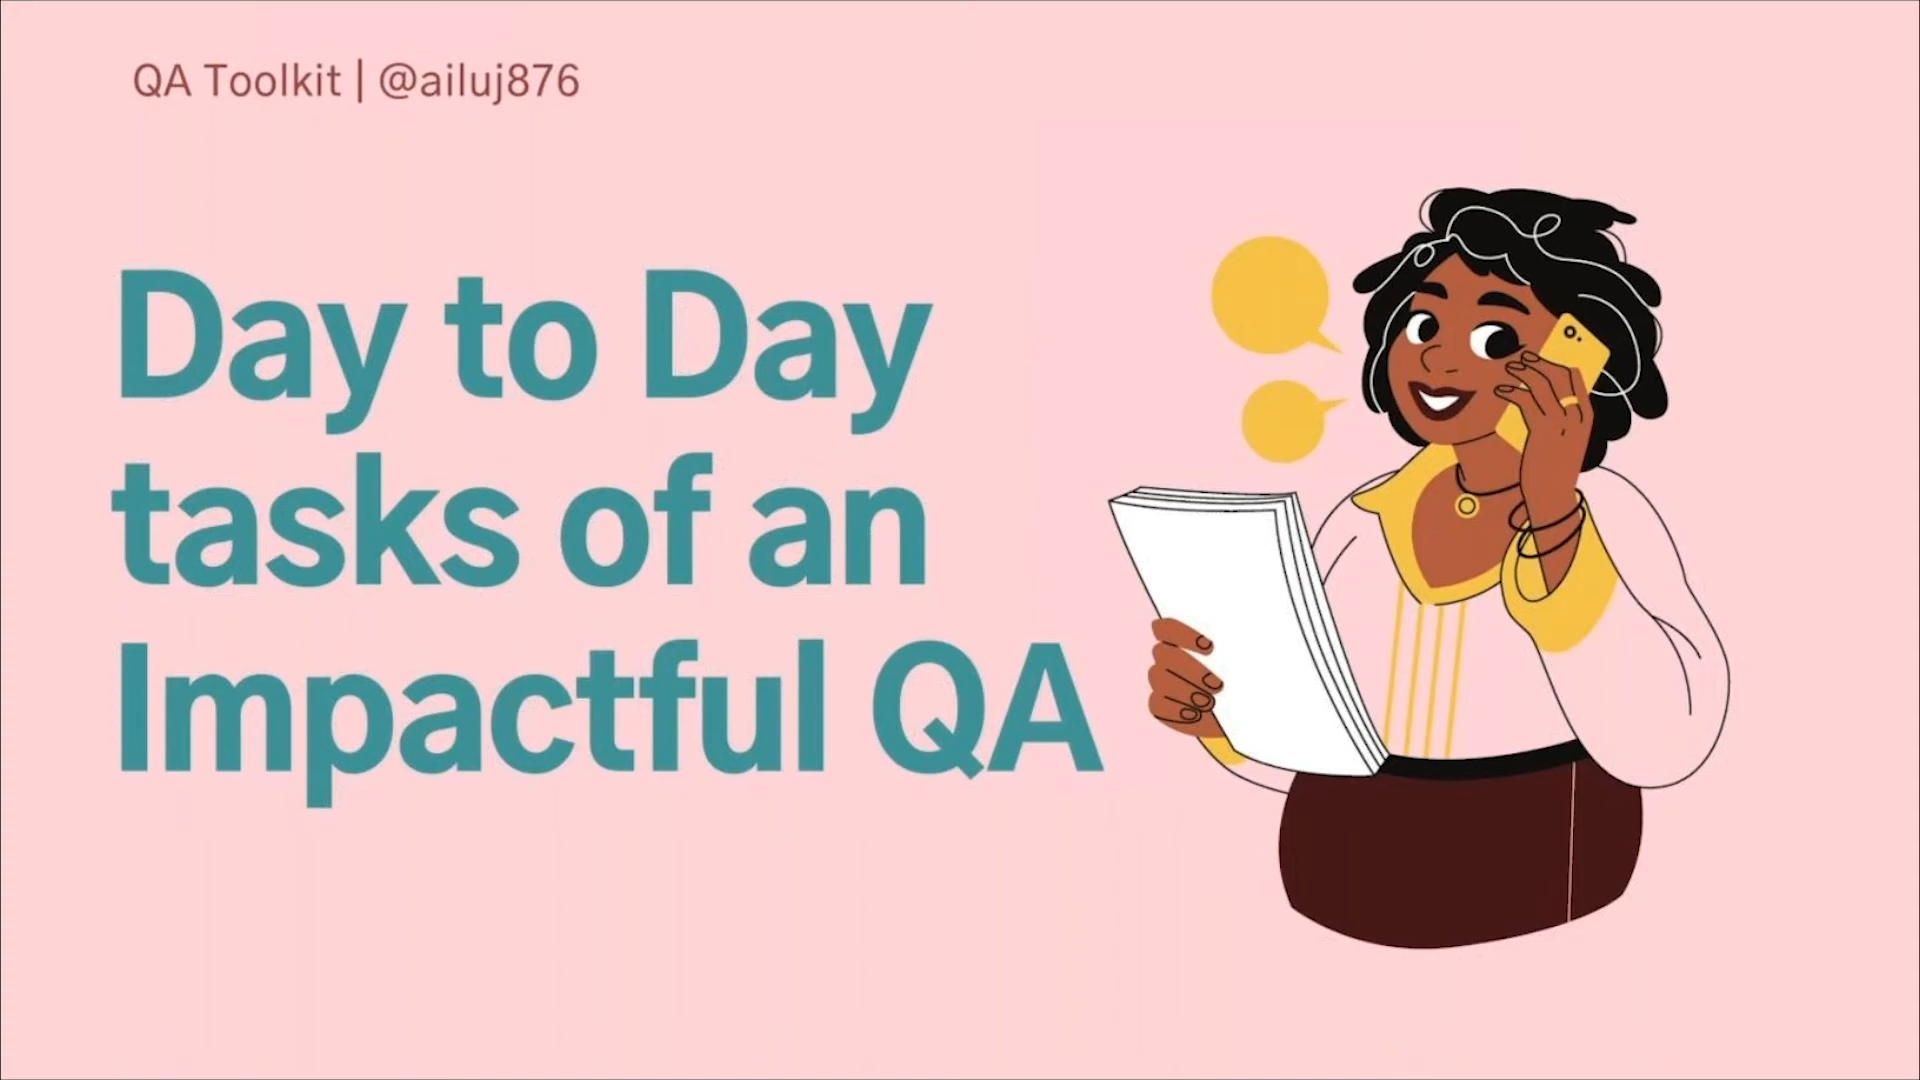 QA Toolkit | @ailuj876
Day to Day
tasks of an
Impactful QA